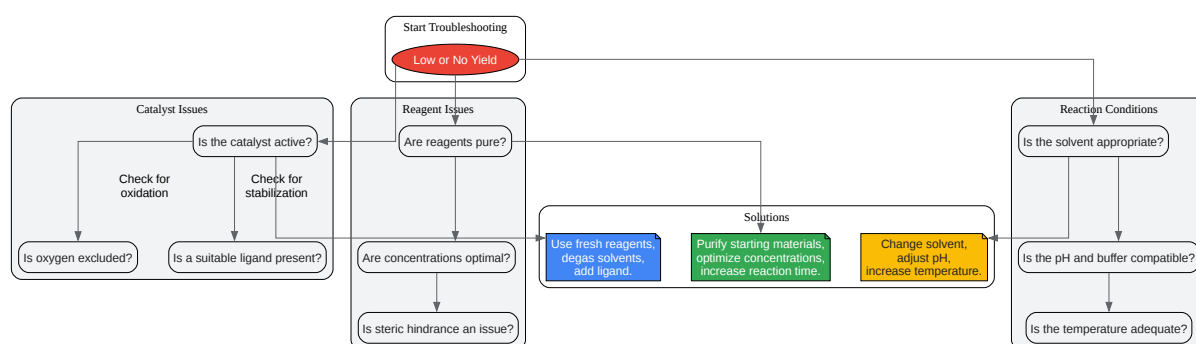 Start Troubleshooting
Low or No Yield
Catalyst Issues
Is the catalyst active?
Check for
oxidation
Check for
stabilization
Is oxygen excluded?
Is a suitable ligand present?
Reagent Issues
Are reagents pure?
Are concentrations optimal?
Is steric hindrance an issue?
Solutions
Use fresh reagents,
degas solvents,
add ligand.
Purify starting materials,
optimize concentrations,
increase reaction time.
Change solvent,
adjust pH,
increase temperature.
Reaction Conditions
Is the solvent appropriate?
Is the pH and buffer compatible?
Is the temperature adequate?